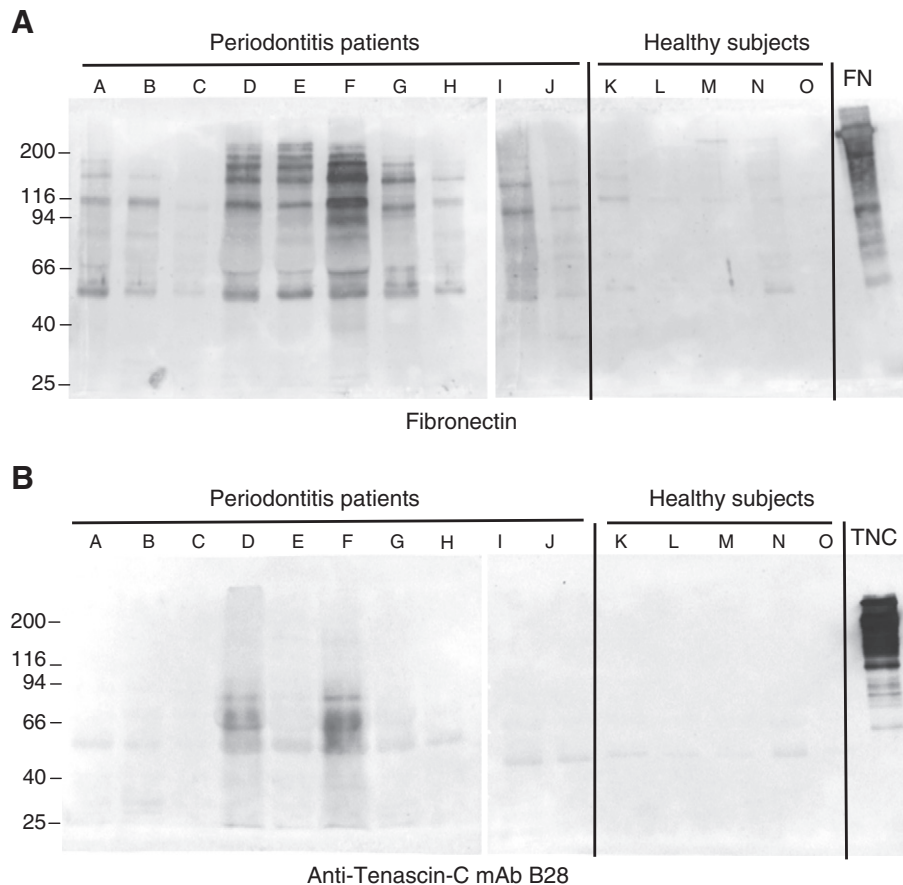 A
Periodontitis patients Healthy subjects
A B C D E F G H I J K L M N O FN
200
116
94
66
40
25
Fibronectin
B
Periodontitis patients Healthy subjects
A B C D E F G H I J K L M N O TNC
200
116
94
66
40
25
Anti-Tenascin-C mAb B28